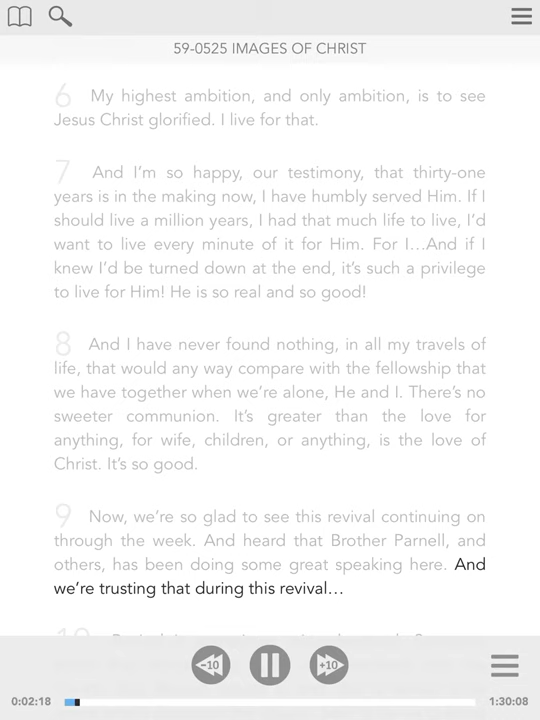 59-0525 IMAGES OF CHRIST
6 My highest ambition, and only ambition, is to see
Jesus Christ glorified. I live for that.
7 And I'm so happy, our testimony, that thirty-one
years is in the making now, I have humbly served Him. If I
should live a million years, I had that much life to live, I'd
want to live every minute of it for Him. For I…And if I
knew I'd be turned down at the end, it's such a privilege
to live for Him! He is so real and so good!
8 And I have never found nothing, in all my travels of
life, that would any way compare with the fellowship that
we have together when we're alone, He and I. There's no
sweeter communion. It's greater than the love for
anything, for wife, children, or anything, is the love of
Christ. It's so good.
9 Now, we're so glad to see this revival continuing on
through the week. And heard that Brother Parnell, and
others, has been doing some great speaking here. And
we're trusting that during this revival…
-10
+10
0:02:18
1:30:08